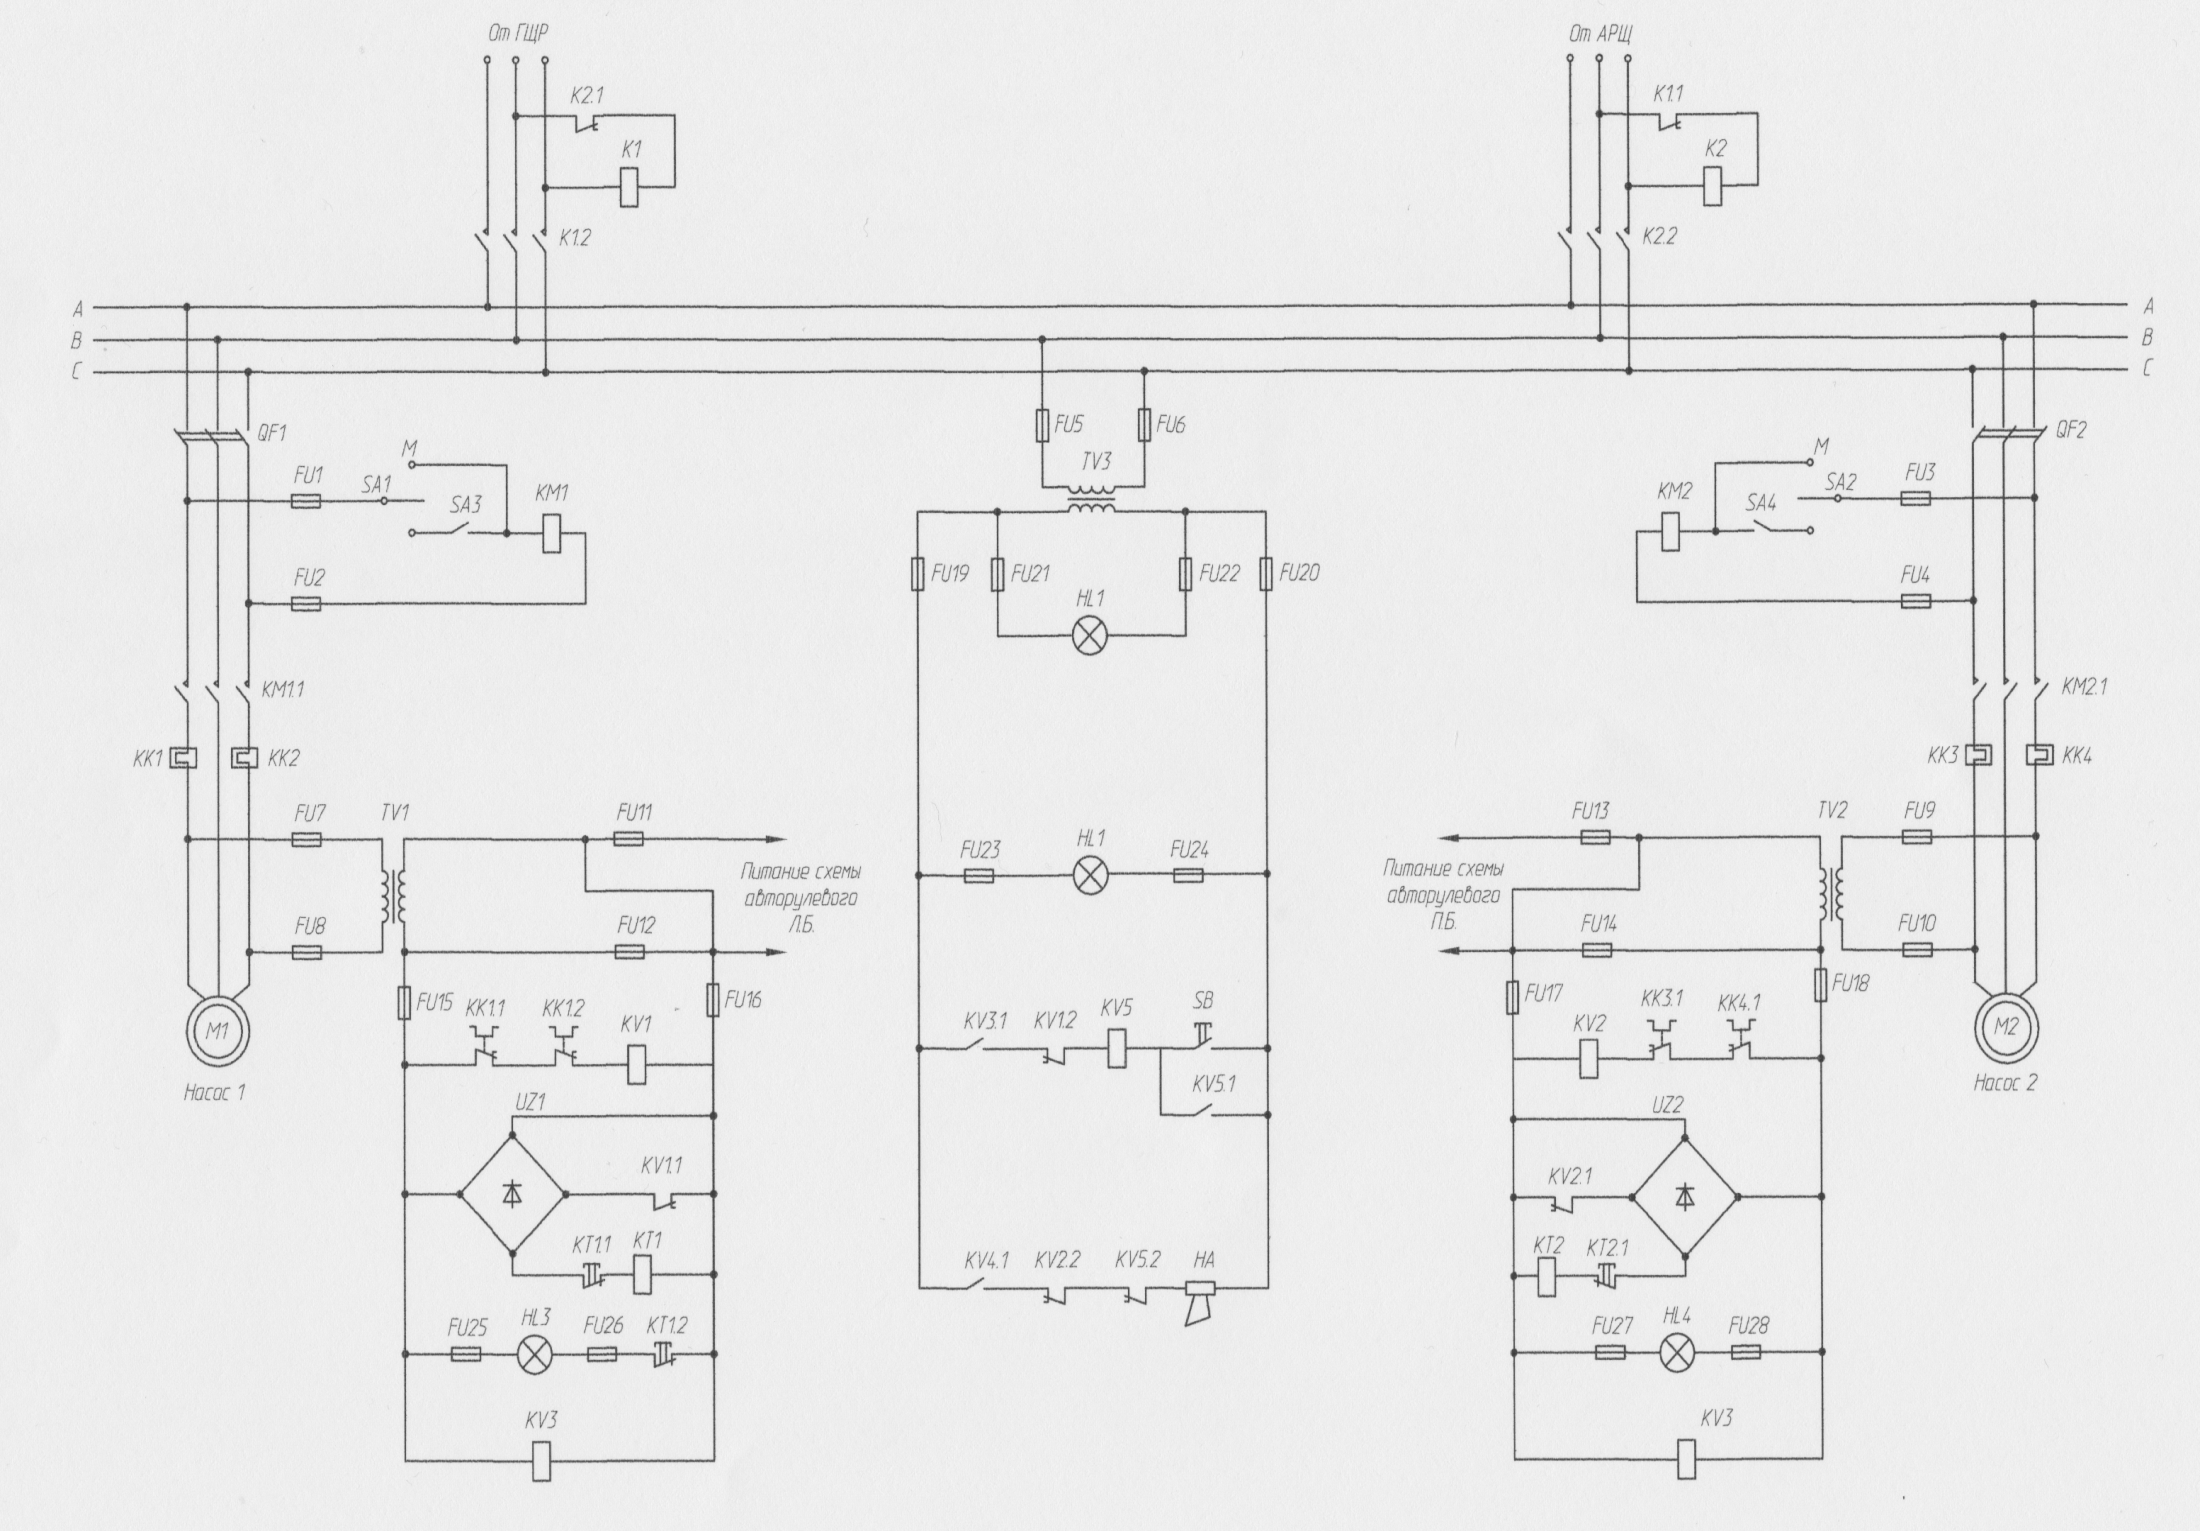 От ГЩР
От АРЩ
K2.1
K1.1
K1
K2
K1.2
K2.2
A
A
B
B
C
C
QF1
FU5
FU6
QF2
M
M
FU1
SA1
TV3
SA2
FU3
SA3
KM1
KM2
SA4
FU2
FU19
FU21
FU22
FU20
FU4
HL1
KM1.1
KM2.1
KK1
KK2
KK3
KK4
FU7
TV1
FU11
FU13
TV2
FU9
FU23
HL1
FU24
Питание схемы
авторулевого
Л.Б.
Питание схемы
авторулевого
П.Б.
FU8
FU12
FU14
FU10
FU15
KK1.1
KK1.2
KV1
FU16
KV3.1
KV1.2
KV5
SB
FU17
KV2
KK3.1
KK4.1
FU18
M1
M2
Насос 1
Насос 2
UZ1
KV5.1
UZ2
KV1.1
KV2.1
KT1.1
KT1
KV4.1
KV2.2
KV5.2
HA
KT2
KT2.1
FU25
HL3
FU26
KT1.2
FU27
HL4
FU28
KV3
KV3